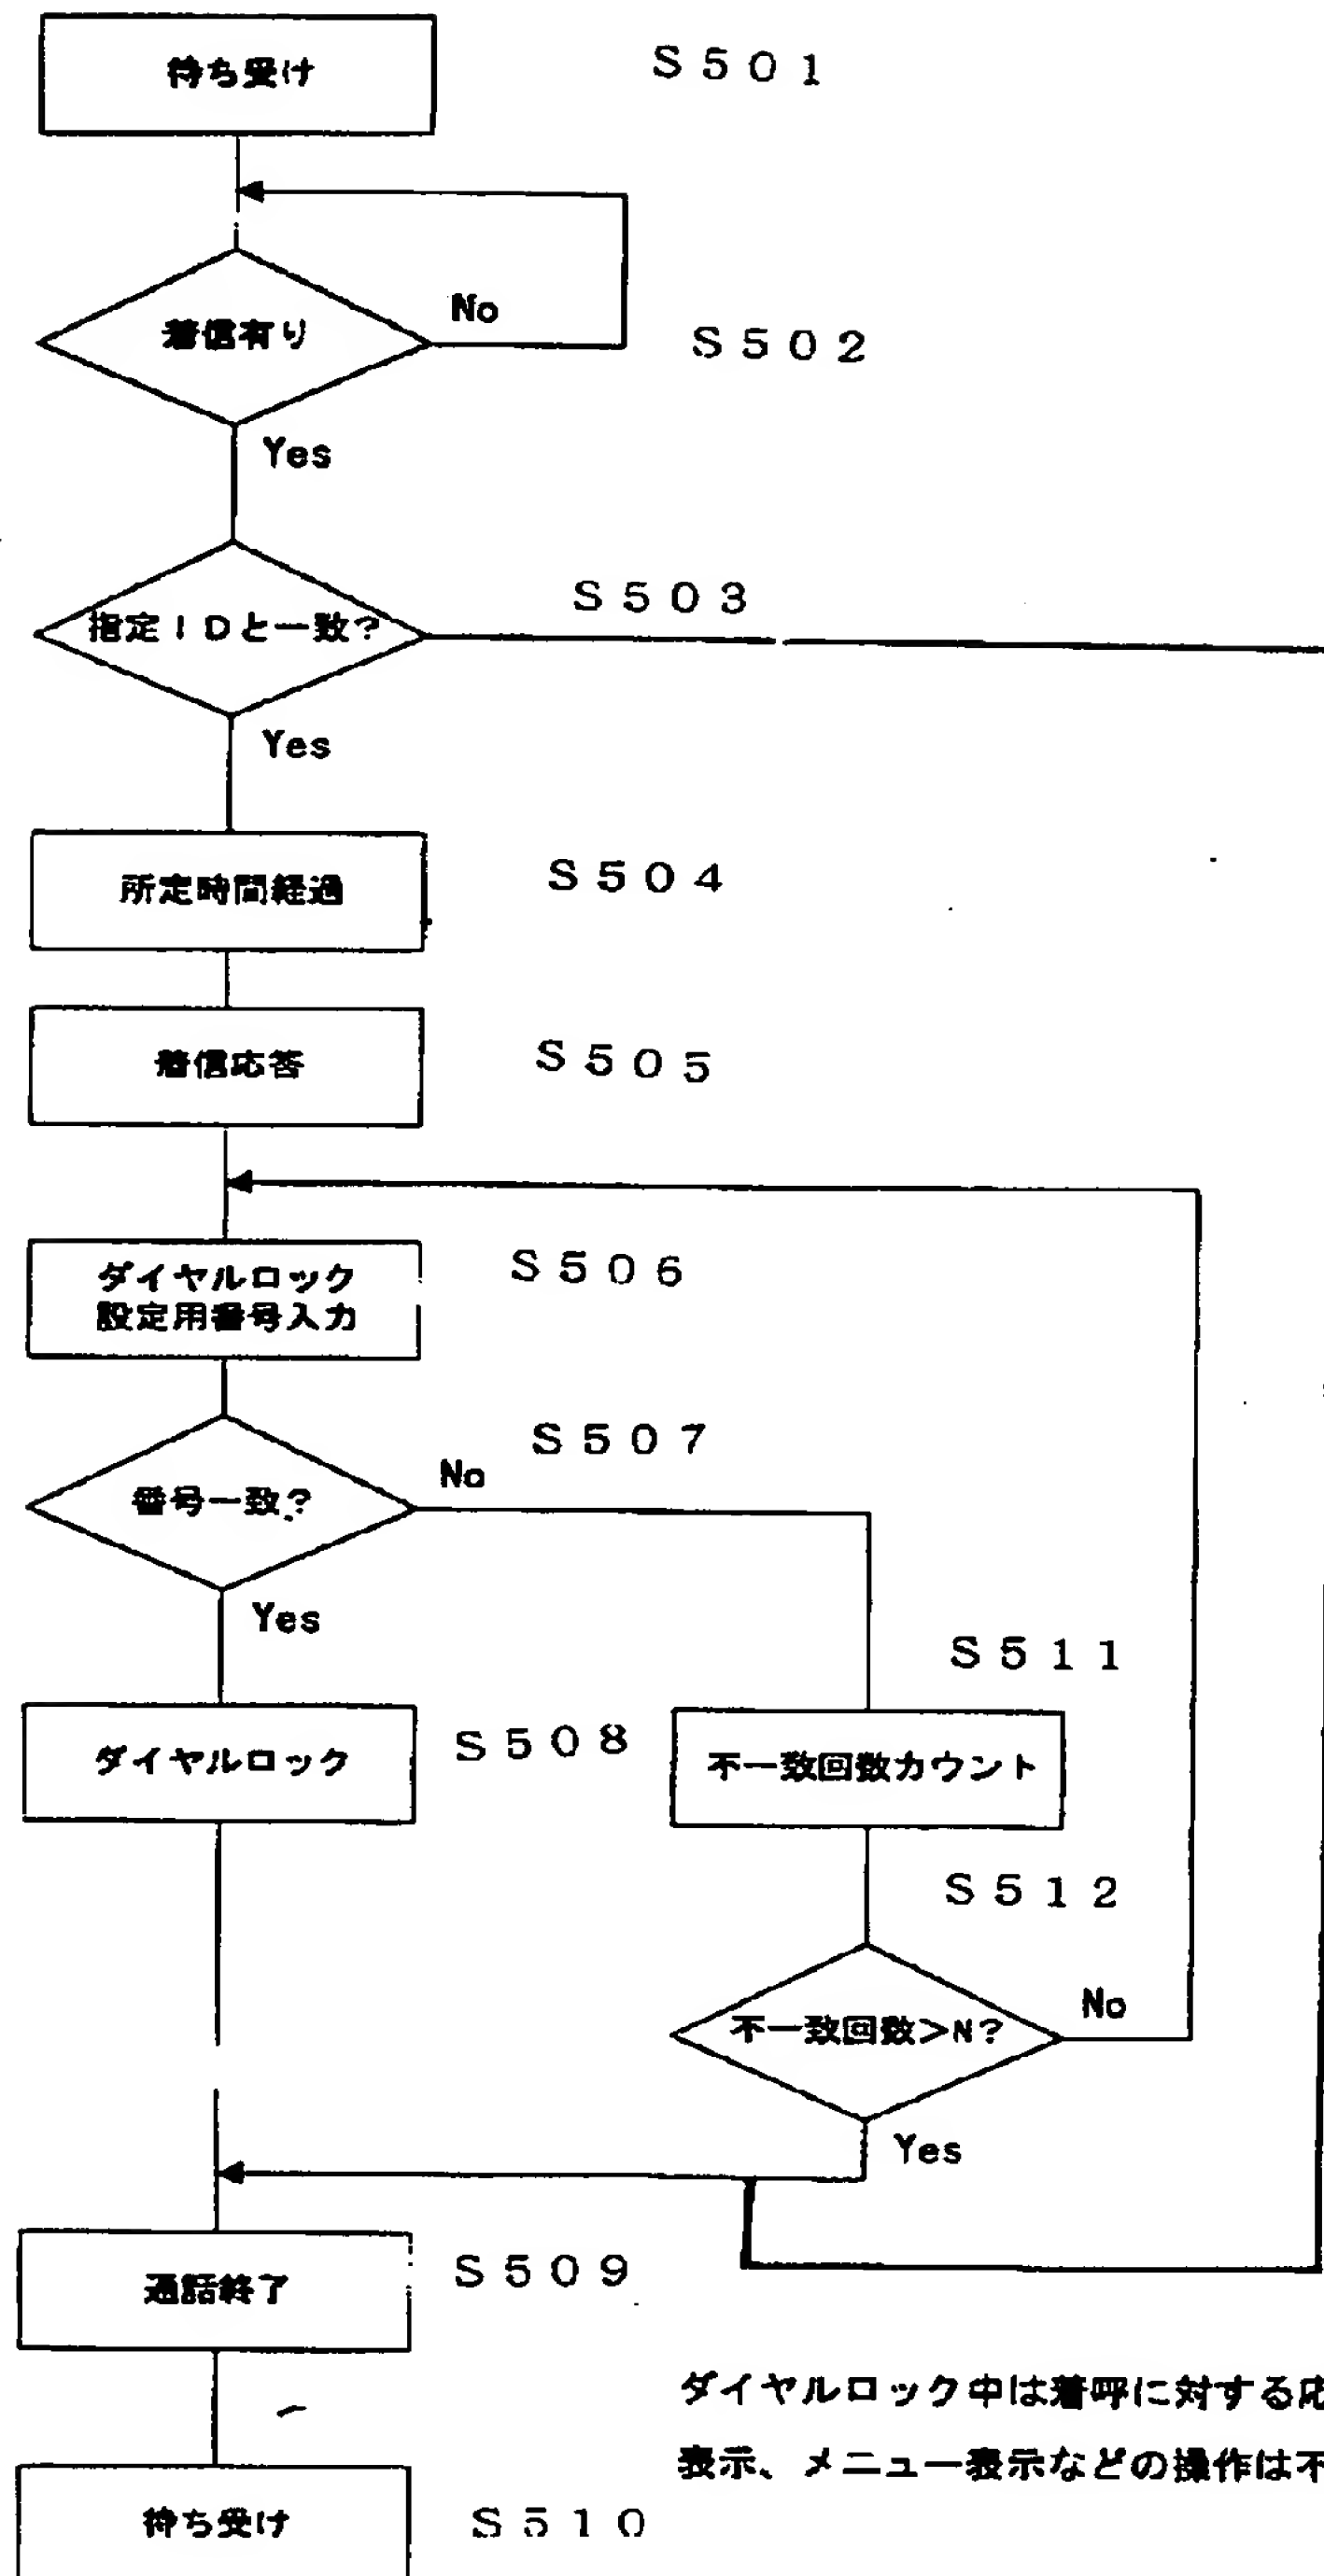 待ち受け
S501
着信有り
No
S502
Yes
指定IDと一致?
S503
Yes
所定時間経過
S504
着信応答
S505
ダイヤルロック
設定用番号入力
S506
番号一致?
S507
No
Yes
ダイヤルロック
S508
S511
不一致回数カウント
S512
不一致回数>N?
No
Yes
通話終了
S509
ダイヤルロック中は着呼に対する応
表示、メニュー表示などの操作は不
待ち受け
S510